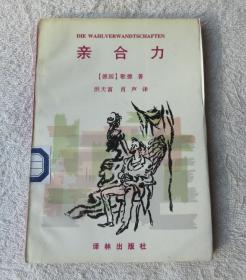 DIE WAHLVERWANDTSCHAFTEN
亲合力
【德国】歌德 著
洪天富 肖声 译
译林出版社